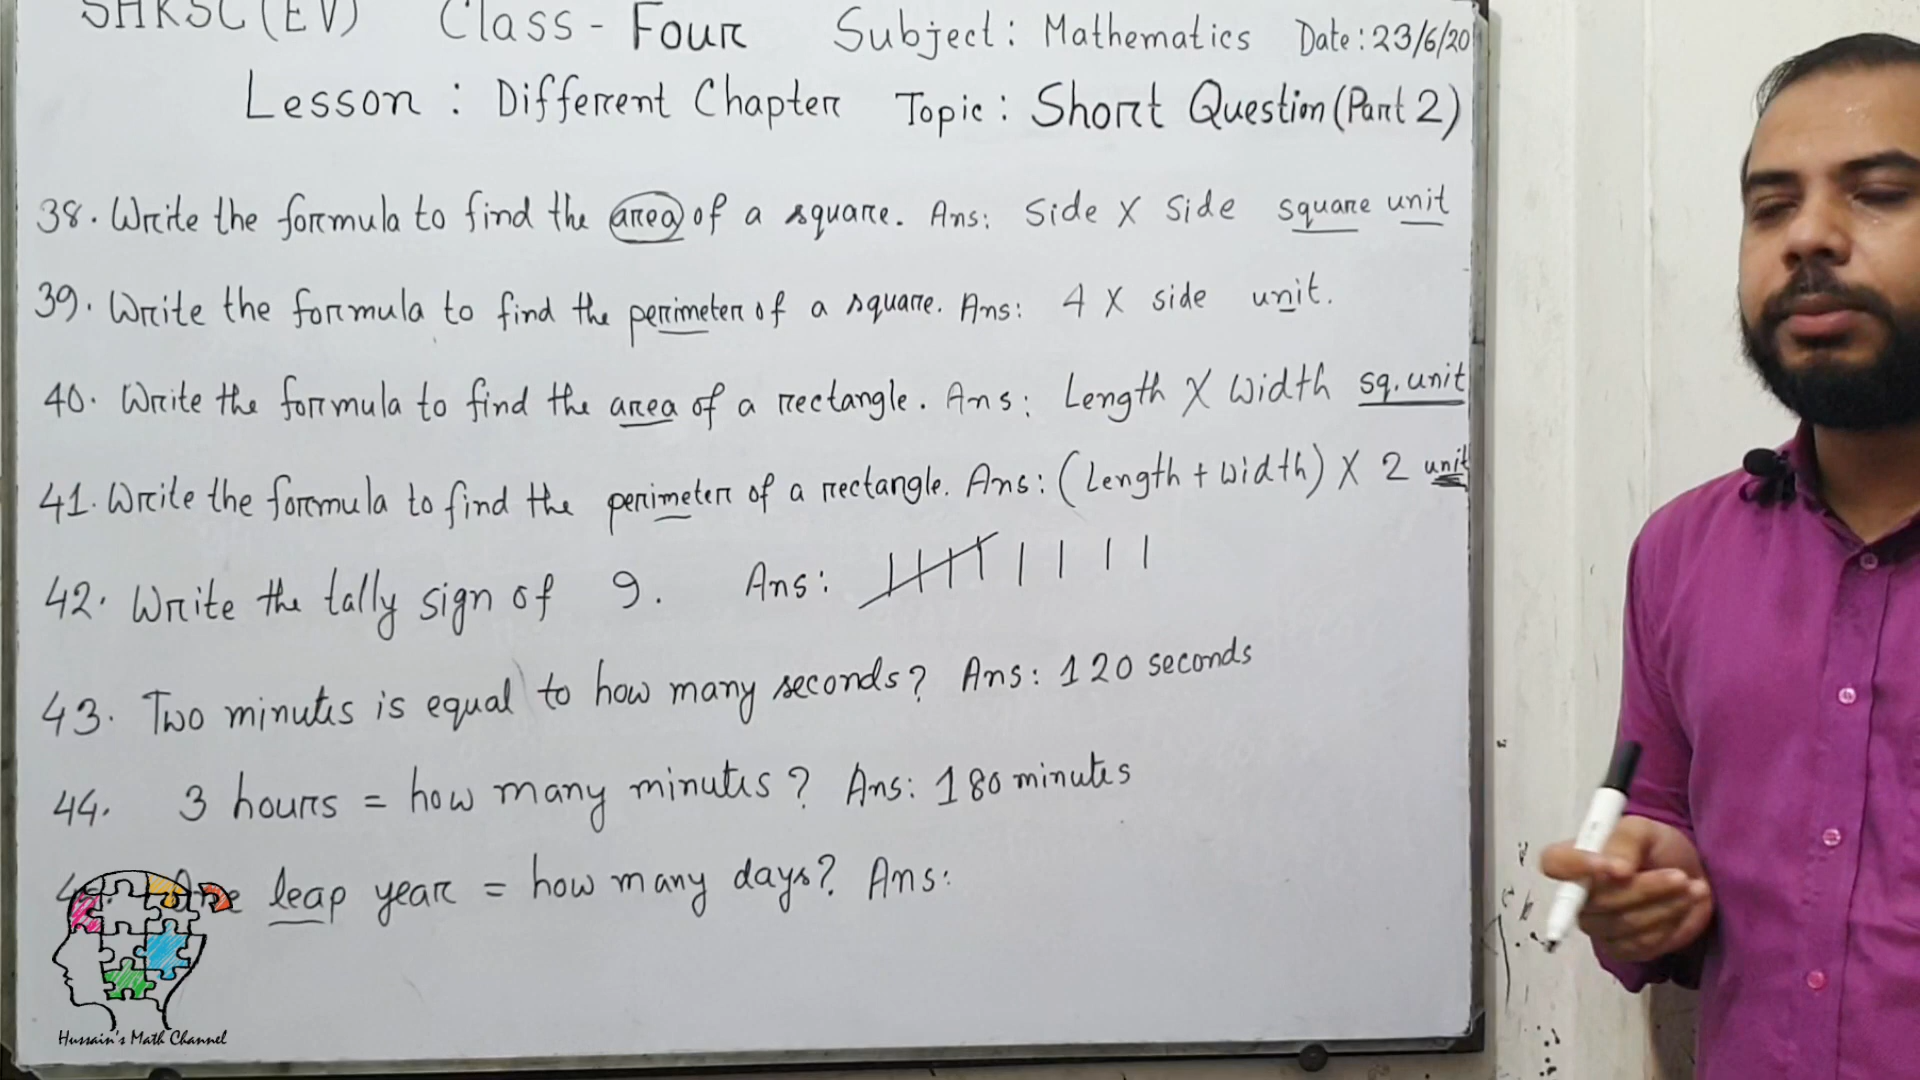 SHKSC (EV) Class - Four Subject: Mathematics Date: 23/6/20
Lesson : Different Chapter Topic: Short Question (Part 2)
38. Write the formula to find the area of a square. Ans: Side X Side square unit
39. Write the formula to find the perimeter of a square. Ans: 4 X side unit.
40. Write the formula to find the area of a rectangle. Ans: Length X Width sq. unit
41. Write the formula to find the perimeter of a rectangle. Ans: (Length + width) X 2 unit
42. Write the tally sign of 9. Ans:
43. Two minutes is equal to how many seconds? Ans: 120 seconds
44. 3 hours = how many minutes? Ans: 180 minutes
One leap year = how many days? Ans:
Hussain's Math Channel